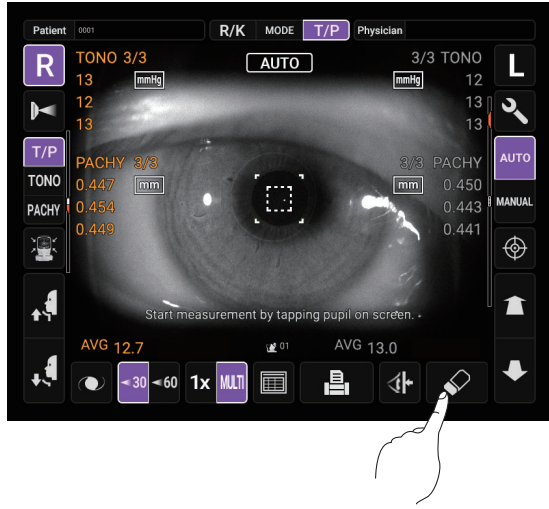 Patient 0001 R/K MODE T/P Physician
R TONO 3/3 AUTO 3/3 TONO L
13 mmHg mmHg 12
12 13
13 13
T/P PACHY 3/3 3/3 PACHY AUTO
TONO 0.447 mm mm 0.450
PACHY 0.454 0.443 MANUAL
0.449 0.441
Start measurement by tapping pupil on screen.
AVG 12.7 01 AVG 13.0
30 60 1x MULTI